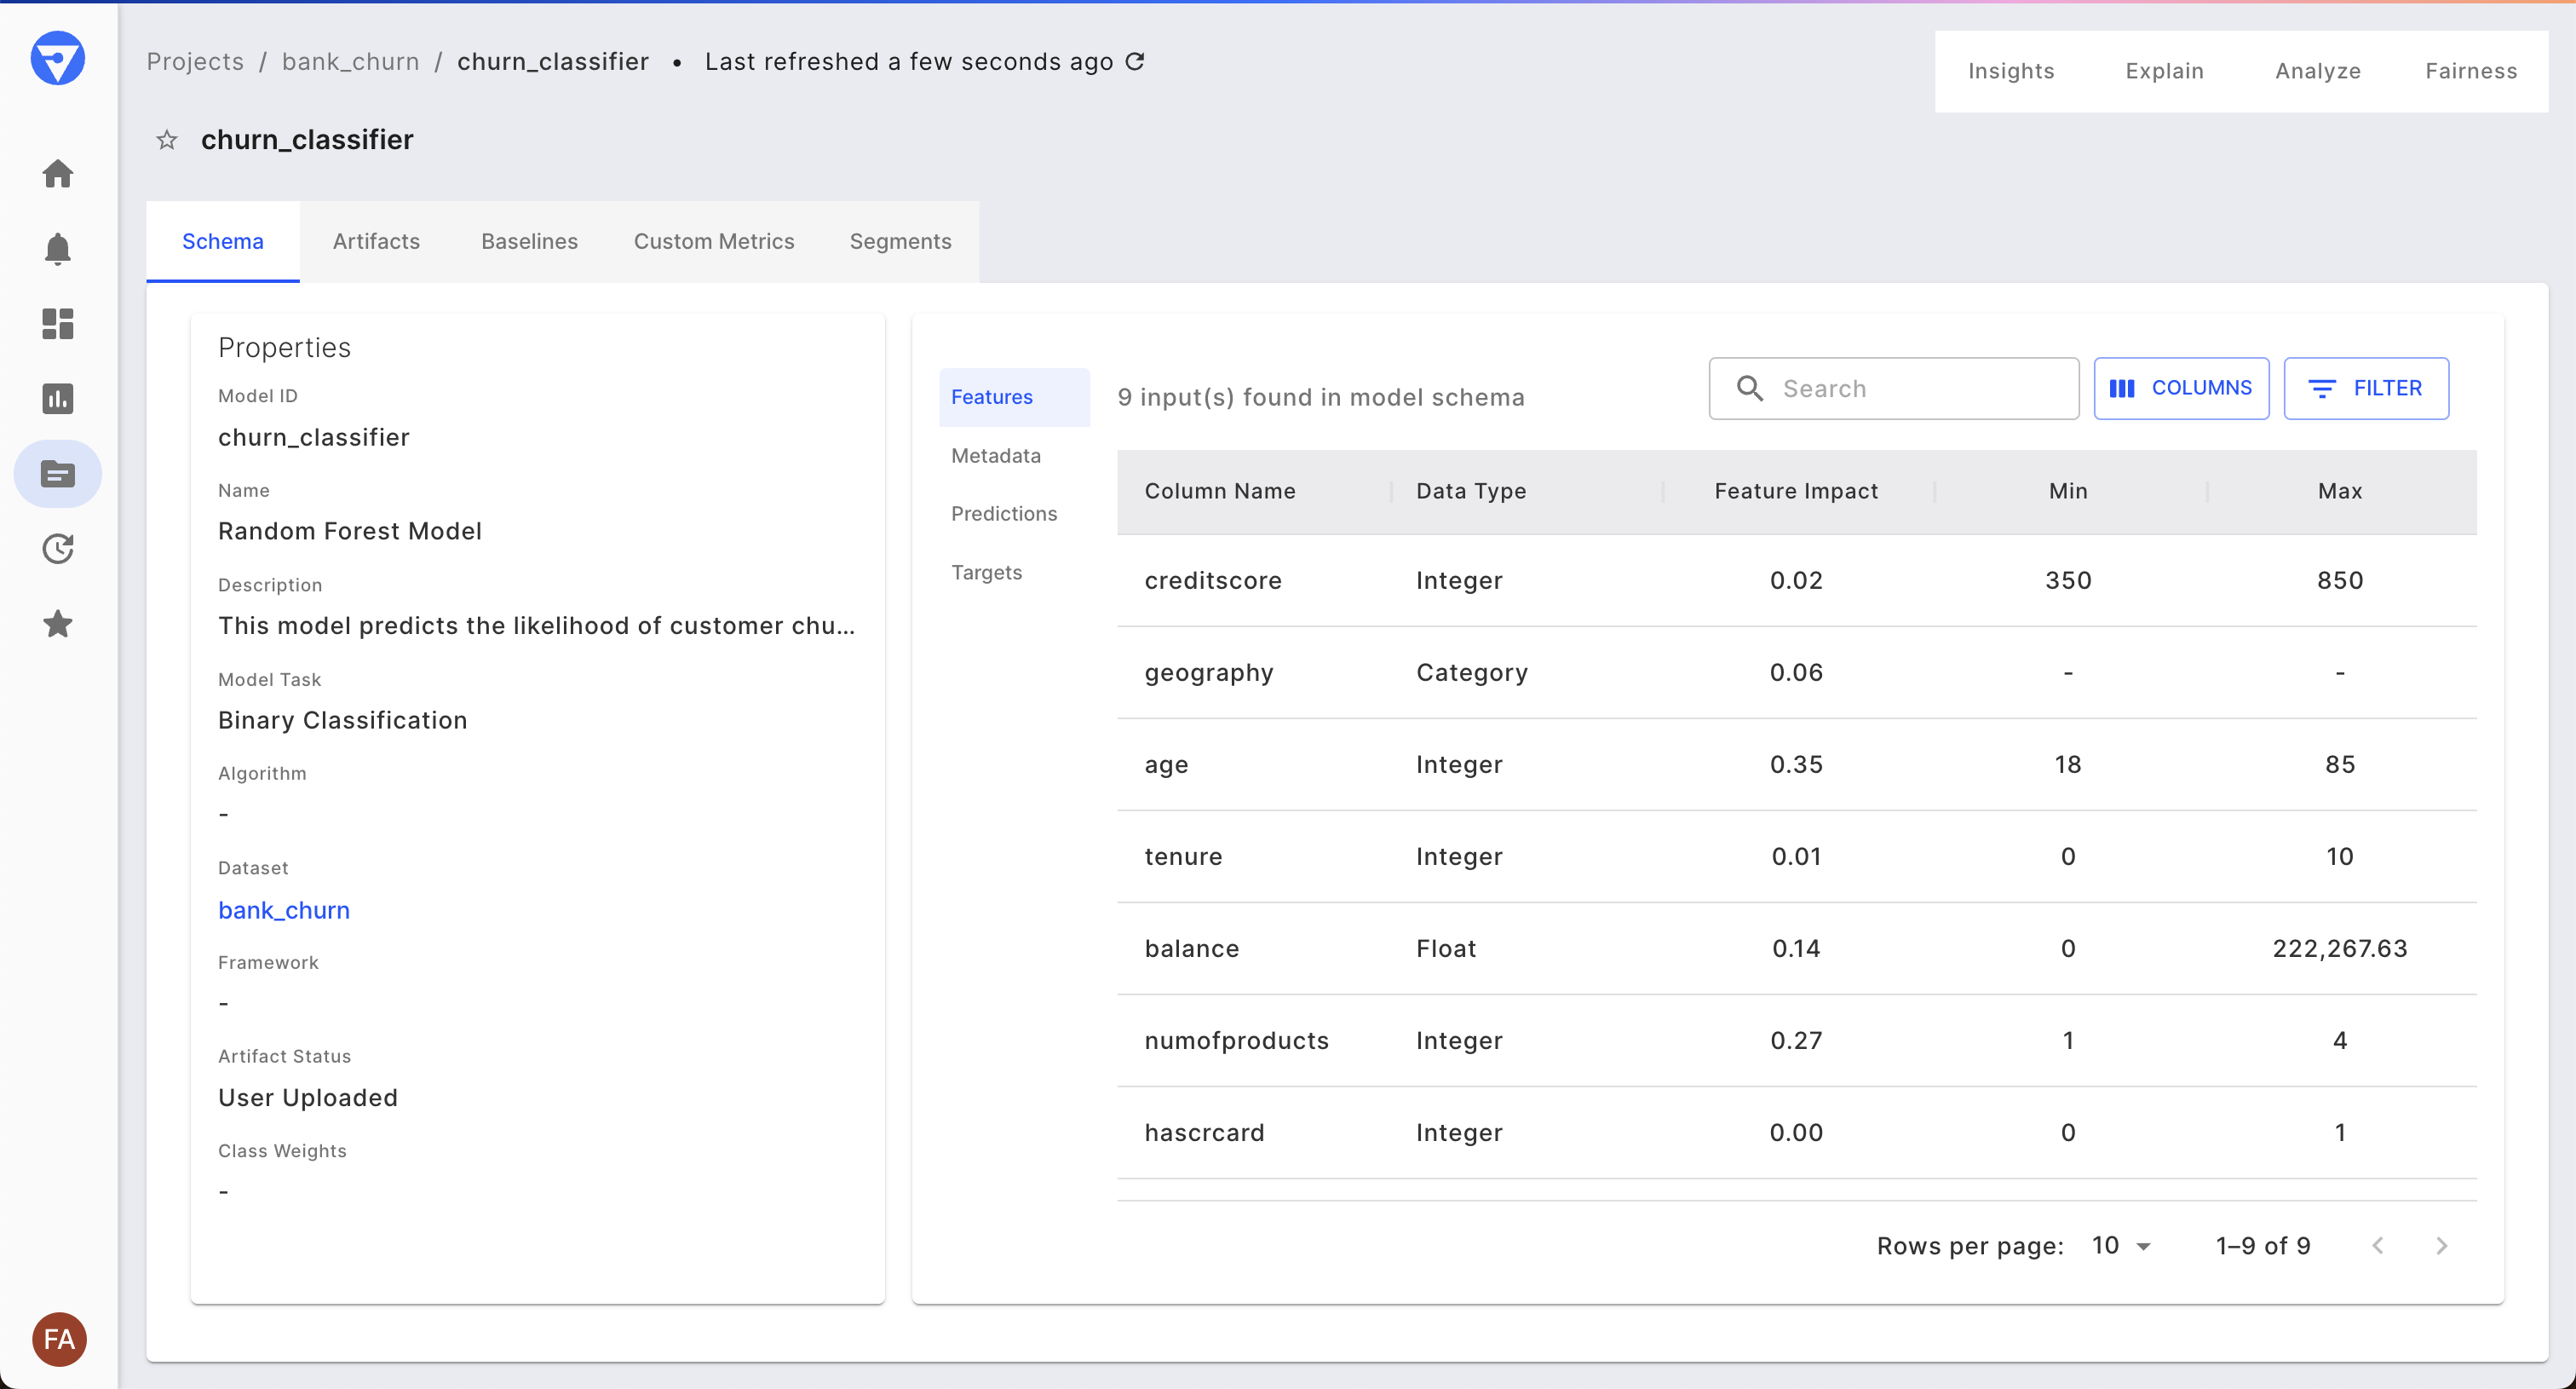 Projects / bank_churn / churn_classifier • Last refreshed a few seconds ago
Insights Explain Analyze Fairness
churn_classifier
Schema Artifacts Baselines Custom Metrics Segments
Properties
Model ID
churn_classifier
Name
Random Forest Model
Description
This model predicts the likelihood of customer chu...
Model Task
Binary Classification
Algorithm
-
Dataset
bank_churn
Framework
-
Artifact Status
User Uploaded
Class Weights
-
Features
Metadata
Predictions
Targets
9 input(s) found in model schema
Search
COLUMNS
FILTER
Column Name Data Type Feature Impact Min Max
creditscore Integer 0.02 350 850
geography Category 0.06 - -
age Integer 0.35 18 85
tenure Integer 0.01 0 10
balance Float 0.14 0 222,267.63
numofproducts Integer 0.27 1 4
hascrcard Integer 0.00 0 1
Rows per page: 10 1–9 of 9
FA